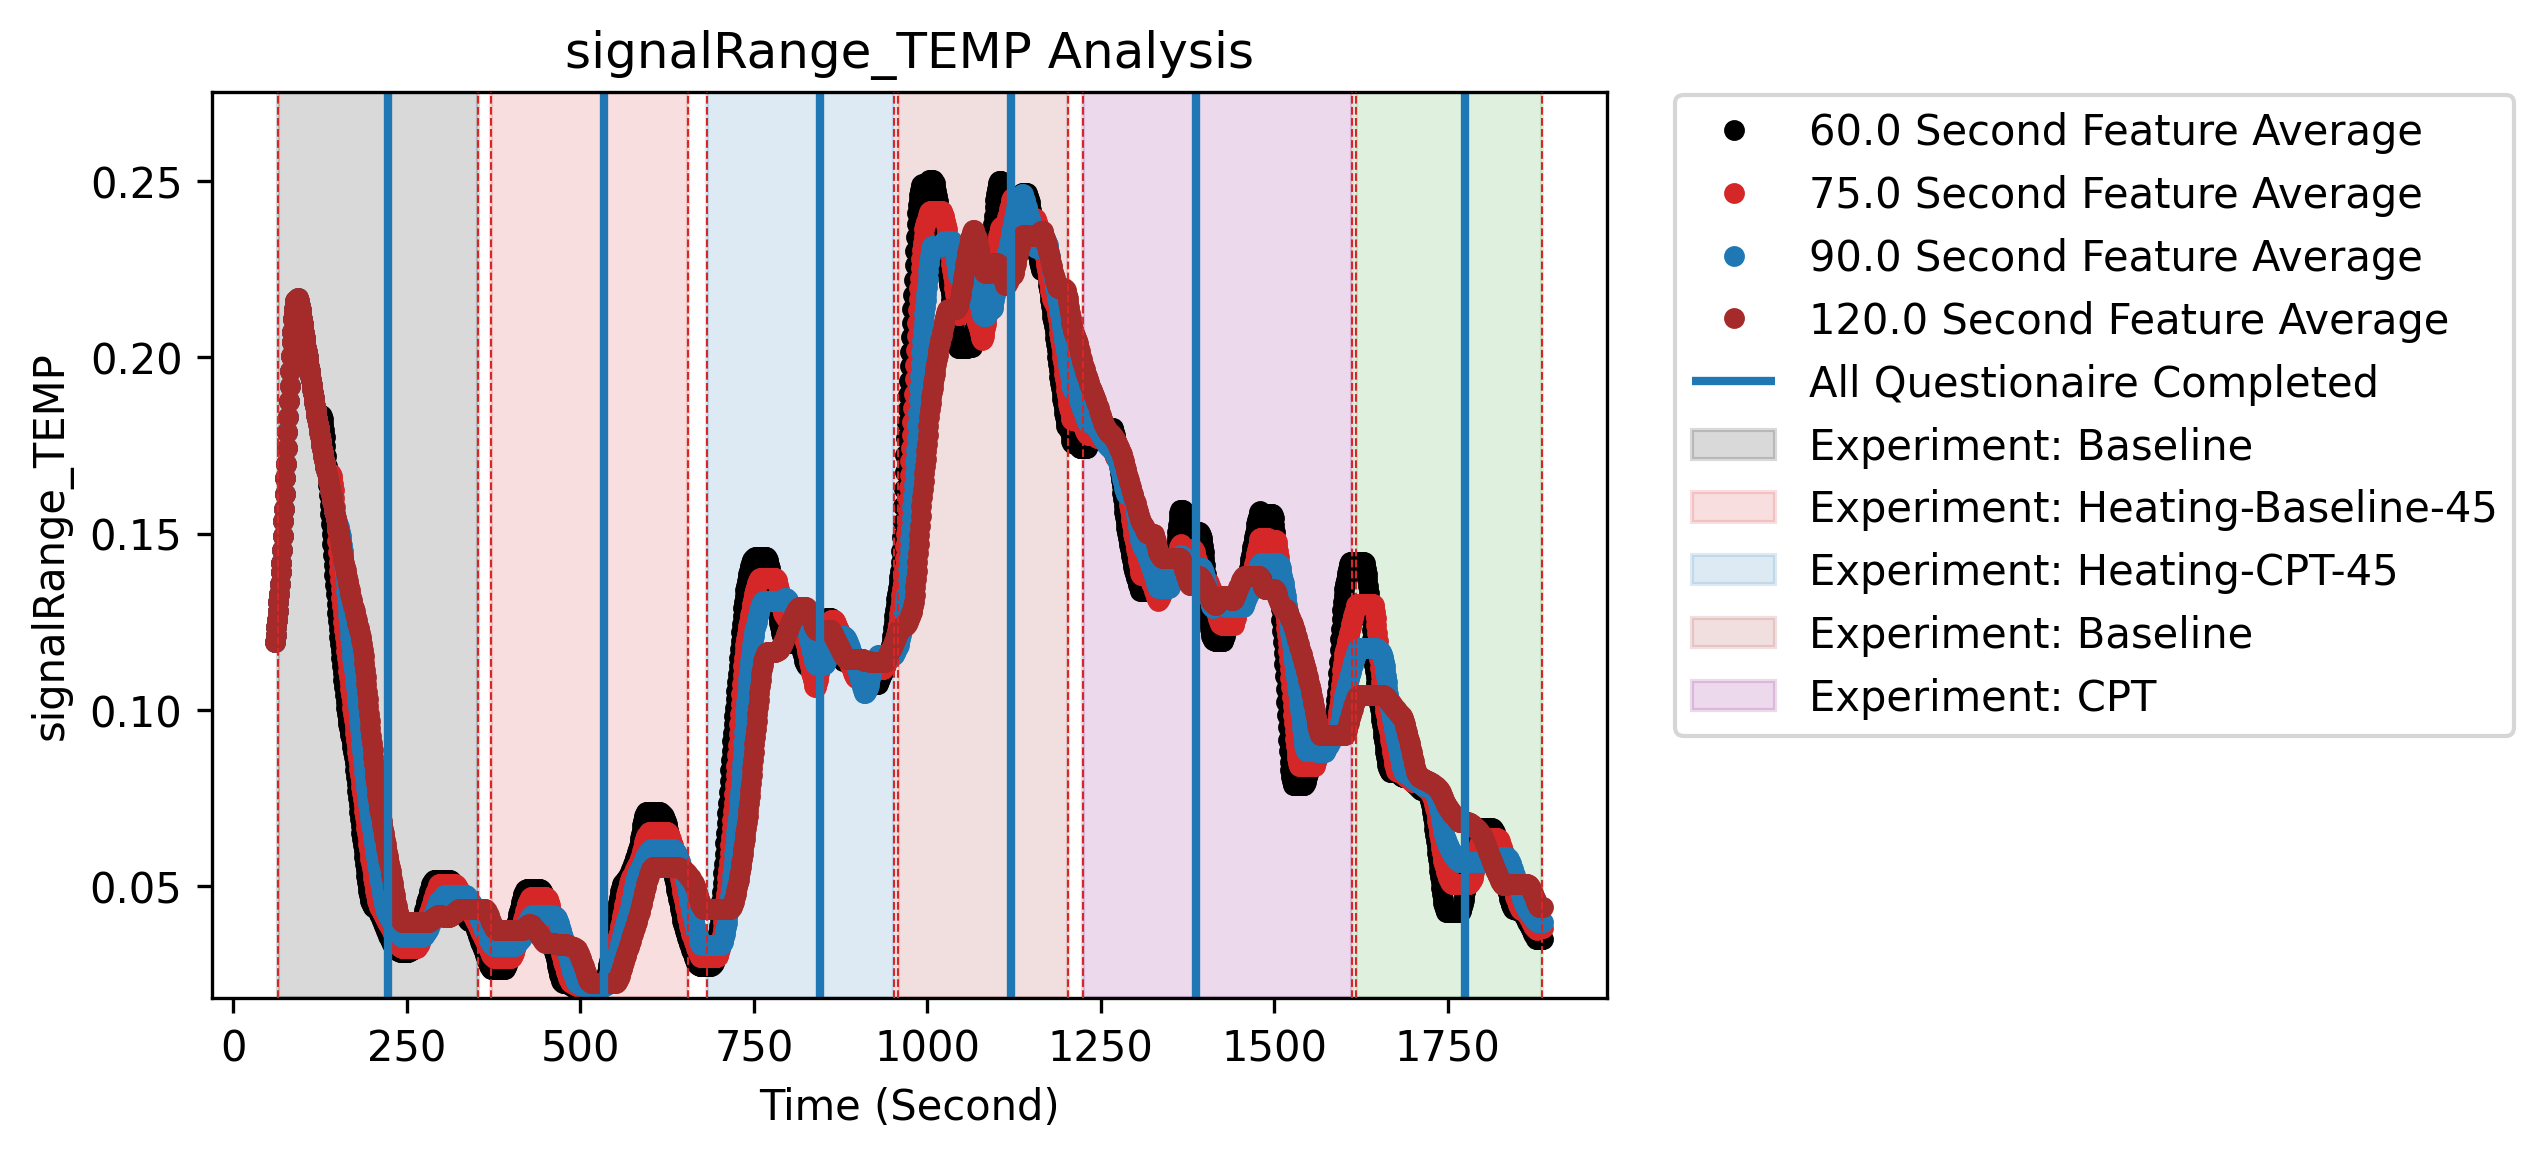 signalRange_TEMP Analysis
signalRange_TEMP
0.25
0.20
0.15
0.10
0.05
0 250 500 750 1000 1250 1500 1750
Time (Second)
60.0 Second Feature Average
75.0 Second Feature Average
90.0 Second Feature Average
120.0 Second Feature Average
All Questionaire Completed
Experiment: Baseline
Experiment: Heating-Baseline-45
Experiment: Heating-CPT-45
Experiment: Baseline
Experiment: CPT